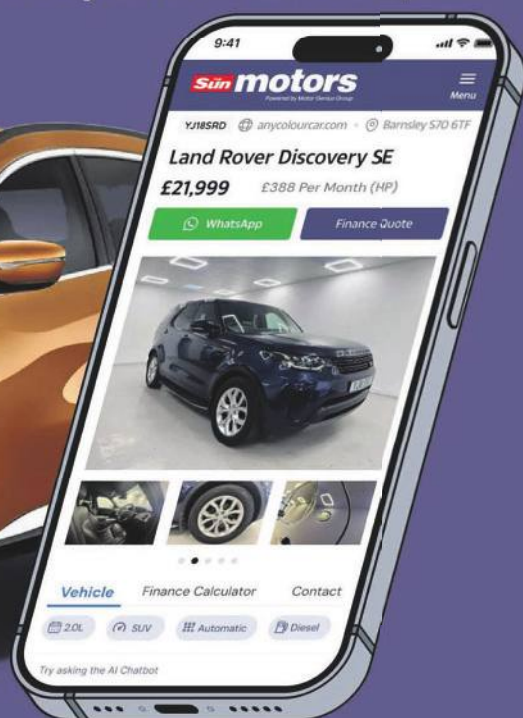 9:41
The Sun motors
Powered by Motor Genius Group
Menu
YJ18SRD anycolourcar.com • Barnsley S70 6TF
Land Rover Discovery SE
£21,999 £388 Per Month (HP)
WhatsApp Finance Quote
Vehicle Finance Calculator Contact
2.0L SUV Automatic Diesel
Try asking the AI Chatbot